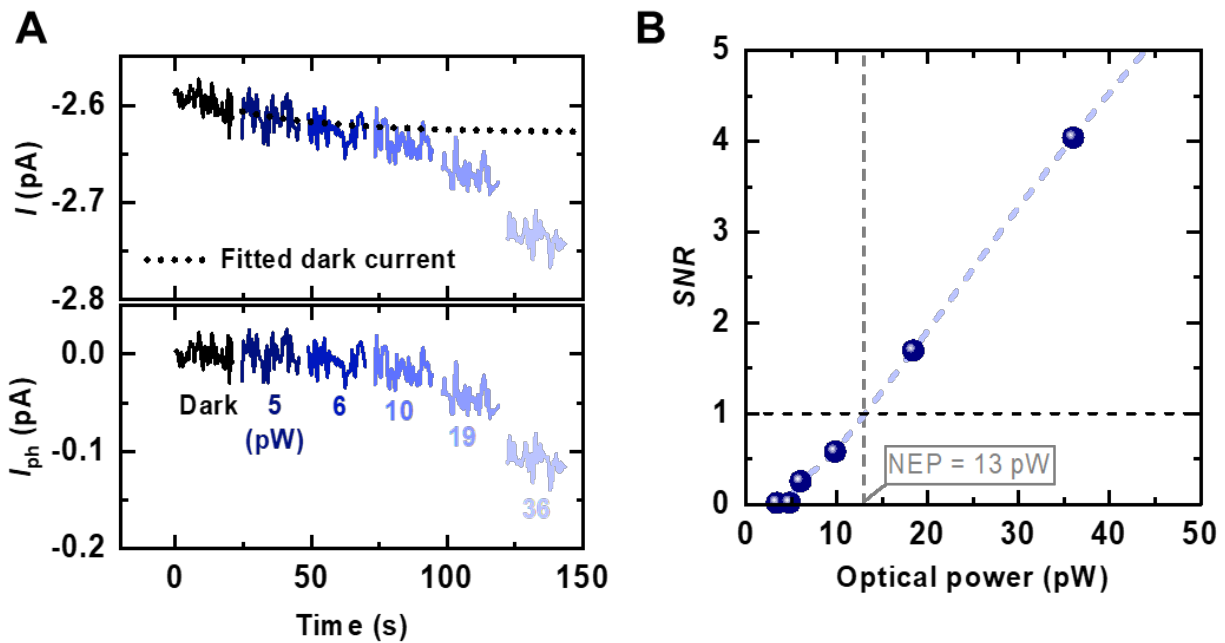 A
-2.6
-2.7
-2.8
I (pA)
Fitted dark current
0.0
-0.1
-0.2
Iph (pA)
Dark
5
6
10
19
36
(pW)
0
50
100
150
Time (s)
B
5
4
3
2
1
0
SNR
NEP = 13 pW
0
10
20
30
40
50
Optical power (pW)